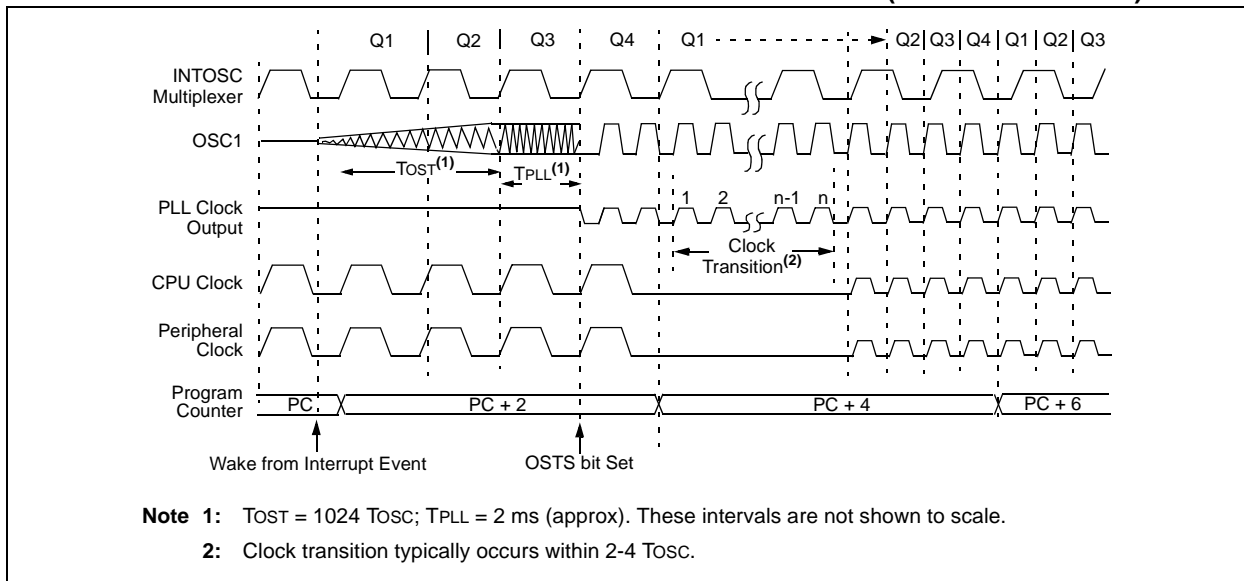 Q1 Q2 Q3 Q4 Q1 Q2 Q3 Q4 Q1 Q2 Q3
INTOSC
Multiplexer
OSC1
TOST(1)
TPLL(1)
PLL Clock
Output
1 2 n-1 n
Clock
Transition(2)
CPU Clock
Peripheral
Clock
Program
Counter
PC PC + 2 PC + 4 PC + 6
Wake from Interrupt Event OSTS bit Set
Note 1: TOST = 1024 TOSC; TPLL = 2 ms (approx). These intervals are not shown to scale.
2: Clock transition typically occurs within 2-4 TOSC.